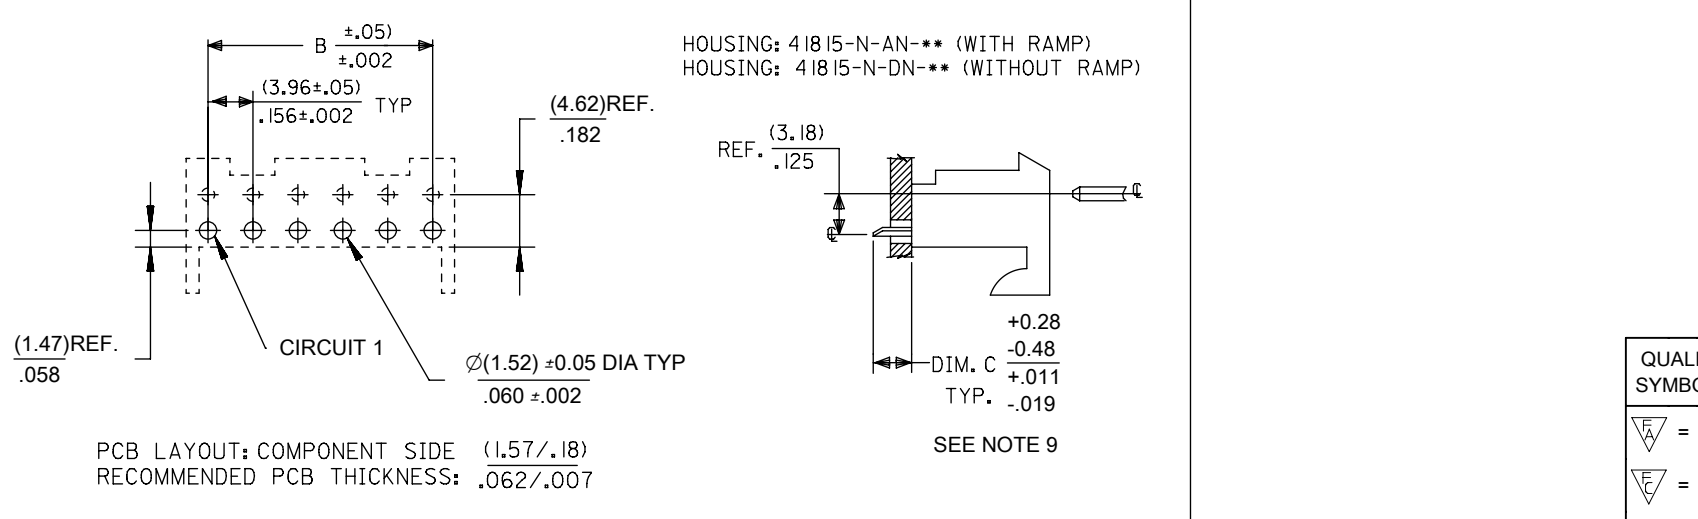 B ±.05)
±.002
(3.96±.05)
.156±.002 TYP
(4.62)REF.
.182
(1.47)REF.
.058
CIRCUIT 1
Ø(1.52) ±0.05 DIA TYP
.060 ±.002
PCB LAYOUT: COMPONENT SIDE (1.57/.18)
RECOMMENDED PCB THICKNESS: .062/.007
HOUSING: 41815-N-AN-** (WITH RAMP)
HOUSING: 41815-N-DN-** (WITHOUT RAMP)
REF. (3.18)
.125
+0.28
-0.48
DIM. C
+.011
TYP. -.019
SEE NOTE 9
FA =
FC =